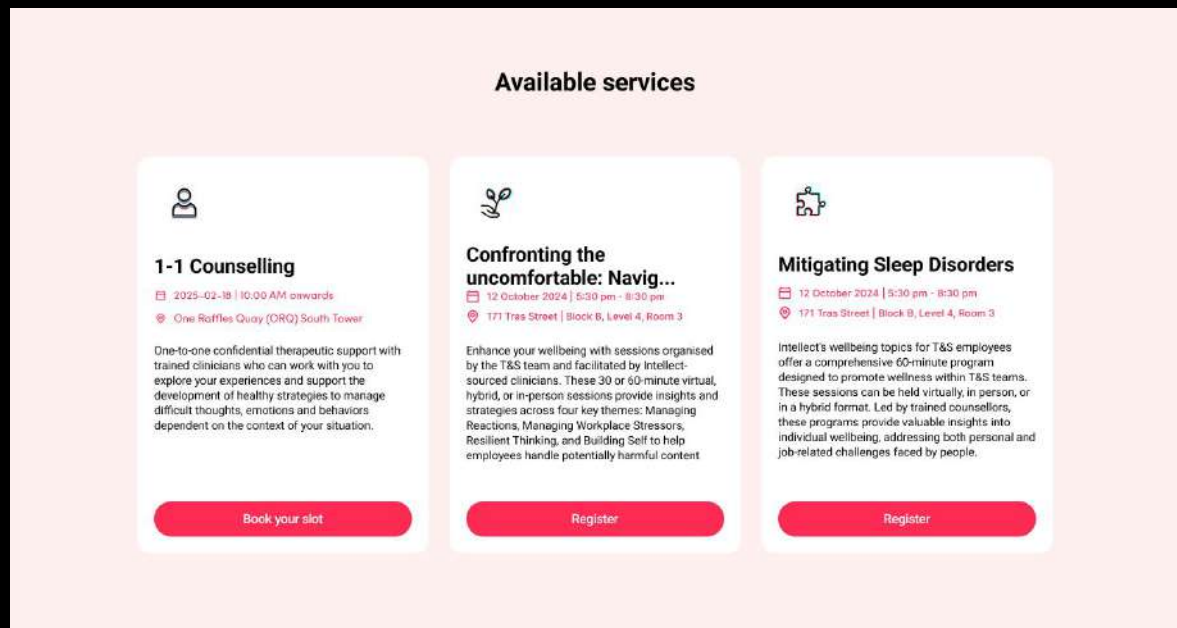 Available services
1-1 Counselling
2025-02-18 | 10:00 AM onwards
One Raffles Quay (ORQ) South Tower
One-to-one confidential therapeutic support with
trained clinicians who can work with you to
explore your experiences and support the
development of healthy strategies to manage
difficult thoughts, emotions and behaviors
dependent on the context of your situation.
Book your slot
Confronting the
uncomfortable: Navig...
12 October 2024 | 5:30 pm - 8:30 pm
171 Tras Street | Block B, Level 4, Room 3
Enhance your wellbeing with sessions organised
by the T&S team and facilitated by Intellect-
sourced clinicians. These 30 or 60-minute virtual,
hybrid, or in-person sessions provide insights and
strategies across four key themes: Managing
Reactions, Managing Workplace Stressors,
Resilient Thinking, and Building Self to help
employees handle potentially harmful content
Register
Mitigating Sleep Disorders
12 October 2024 | 5:30 pm - 8:30 pm
171 Tras Street | Block B, Level 4, Room 3
Intellect's wellbeing topics for T&S employees
offer a comprehensive 60-minute program
designed to promote wellness within T&S teams.
These sessions can be held virtually, in person, or
in a hybrid format. Led by trained counsellors,
these programs provide valuable insights into
individual wellbeing, addressing both personal and
job-related challenges faced by people.
Register